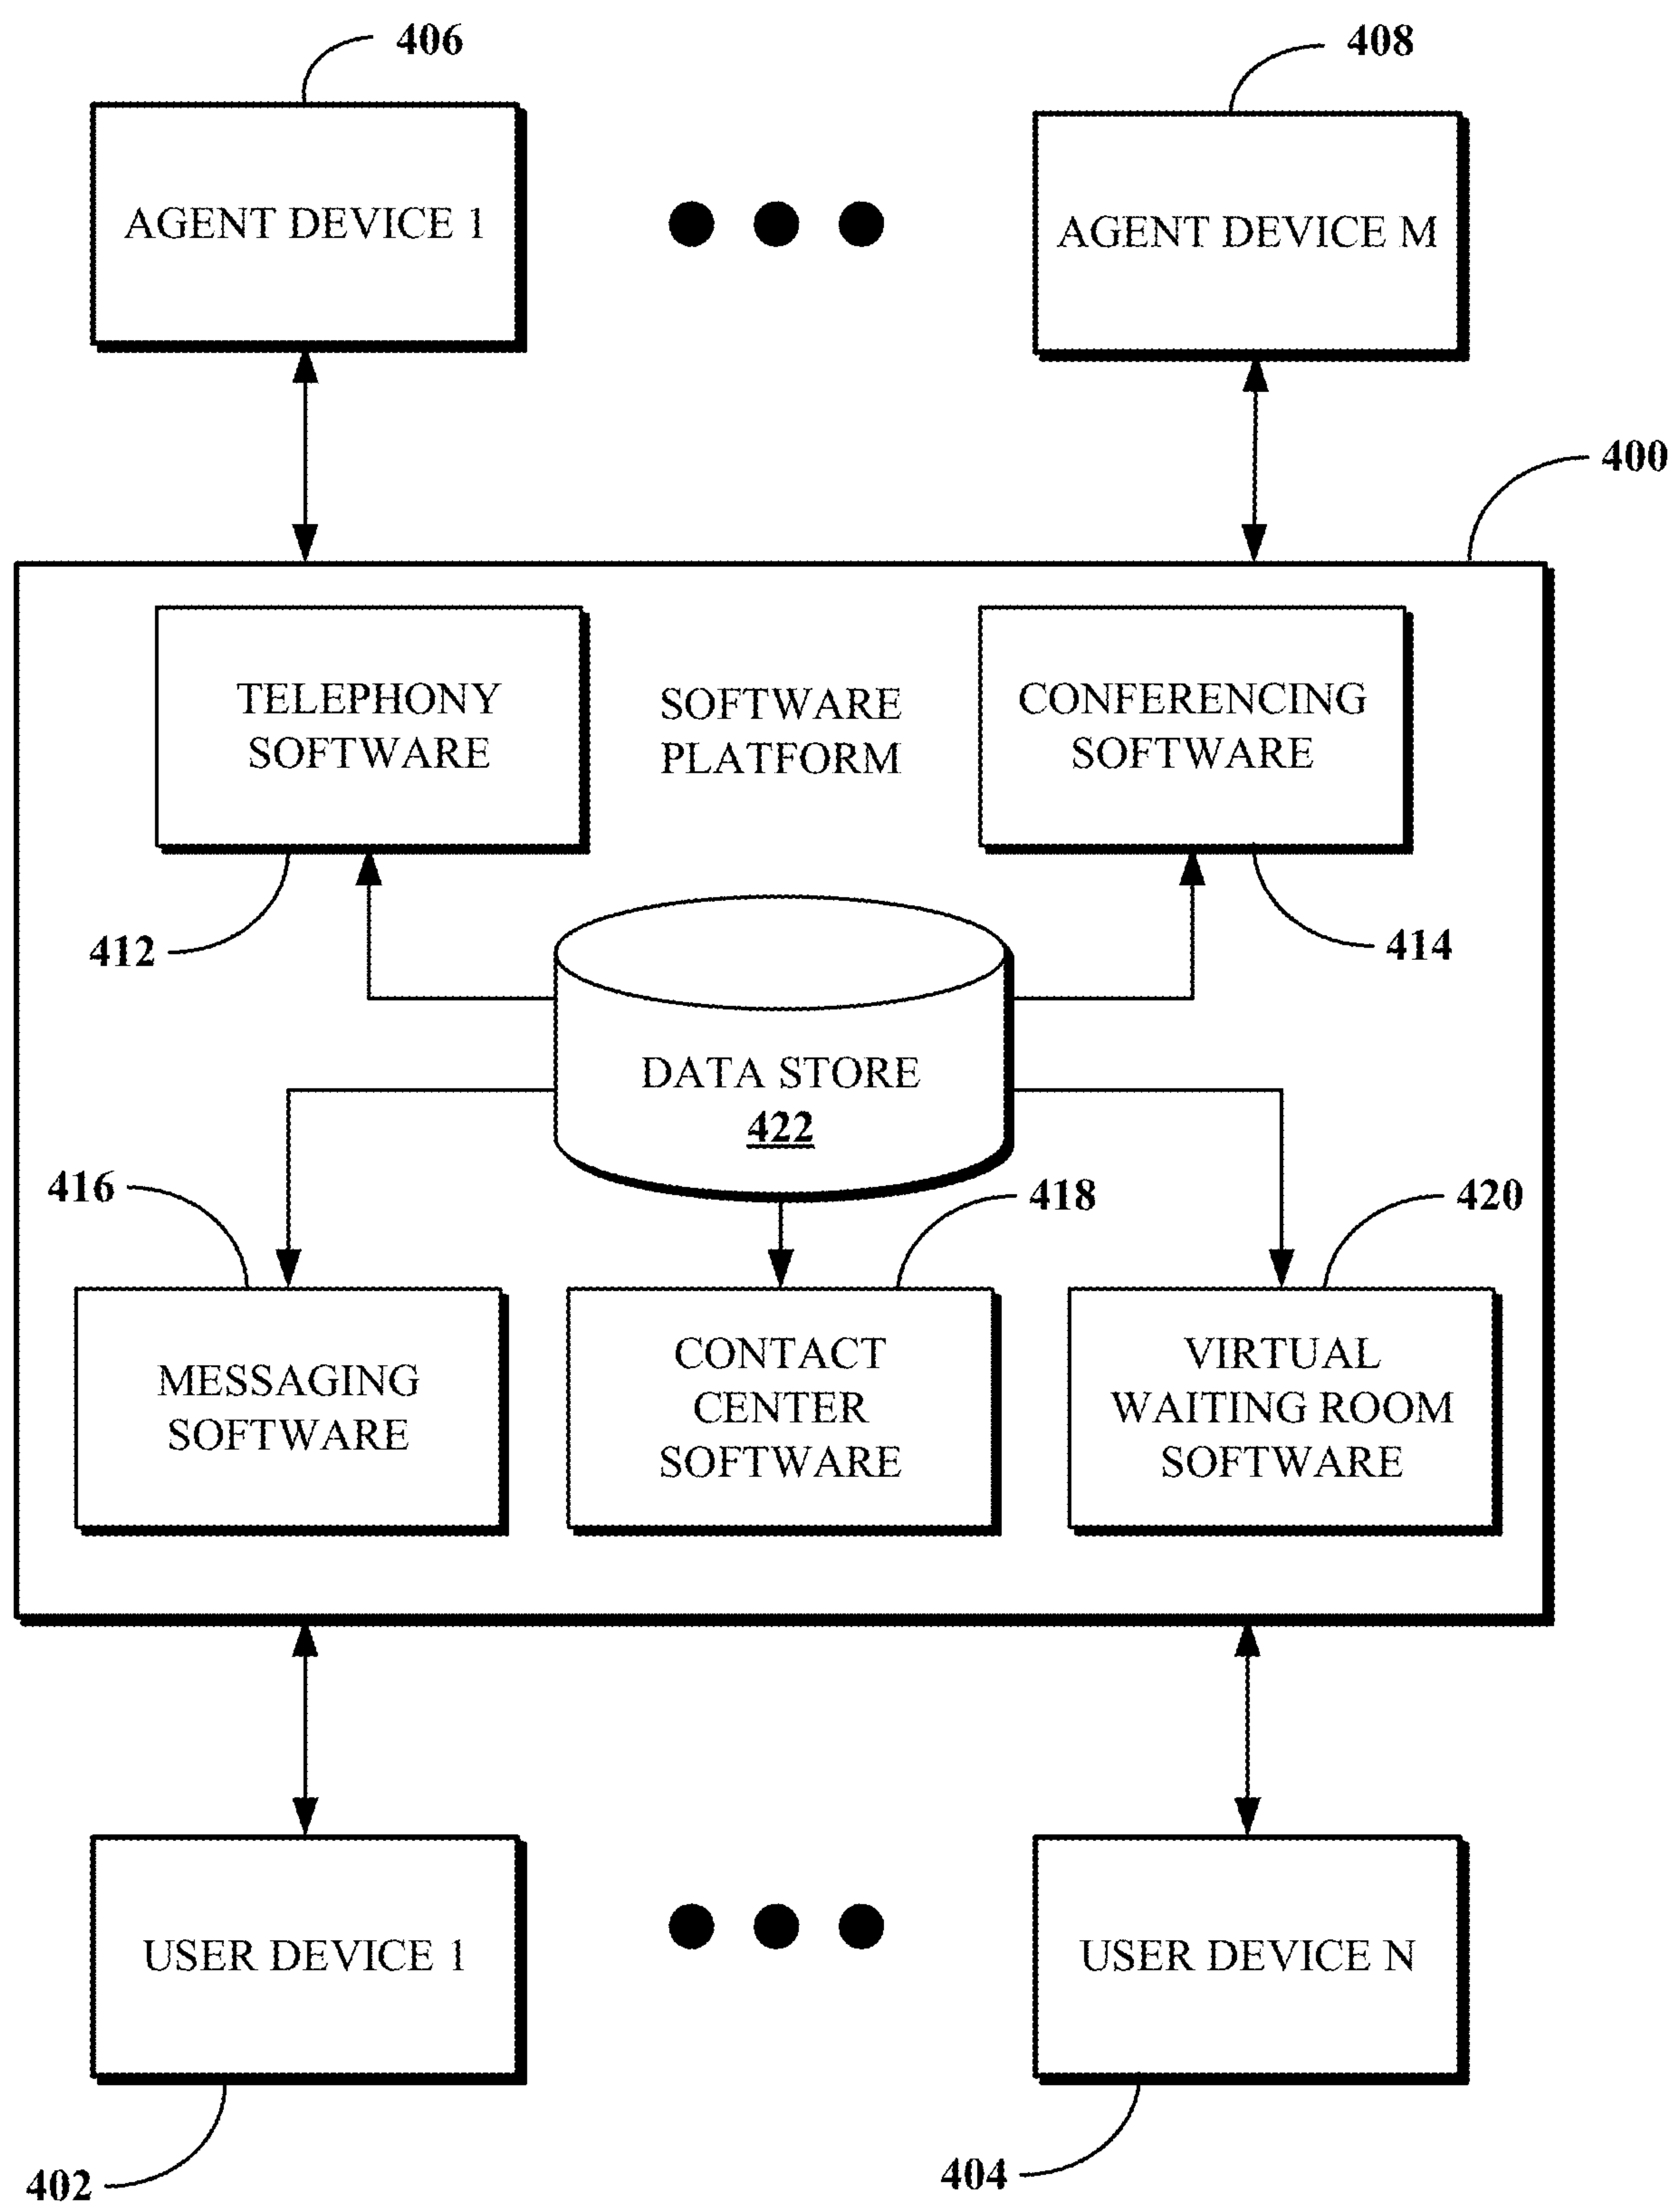 406
408
AGENT DEVICE 1
AGENT DEVICE M
400
TELEPHONY
SOFTWARE
SOFTWARE
PLATFORM
CONFERENCING
SOFTWARE
412
414
DATA STORE
422
416
418
420
MESSAGING
SOFTWARE
CONTACT
CENTER
SOFTWARE
VIRTUAL
WAITING ROOM
SOFTWARE
USER DEVICE 1
USER DEVICE N
402
404